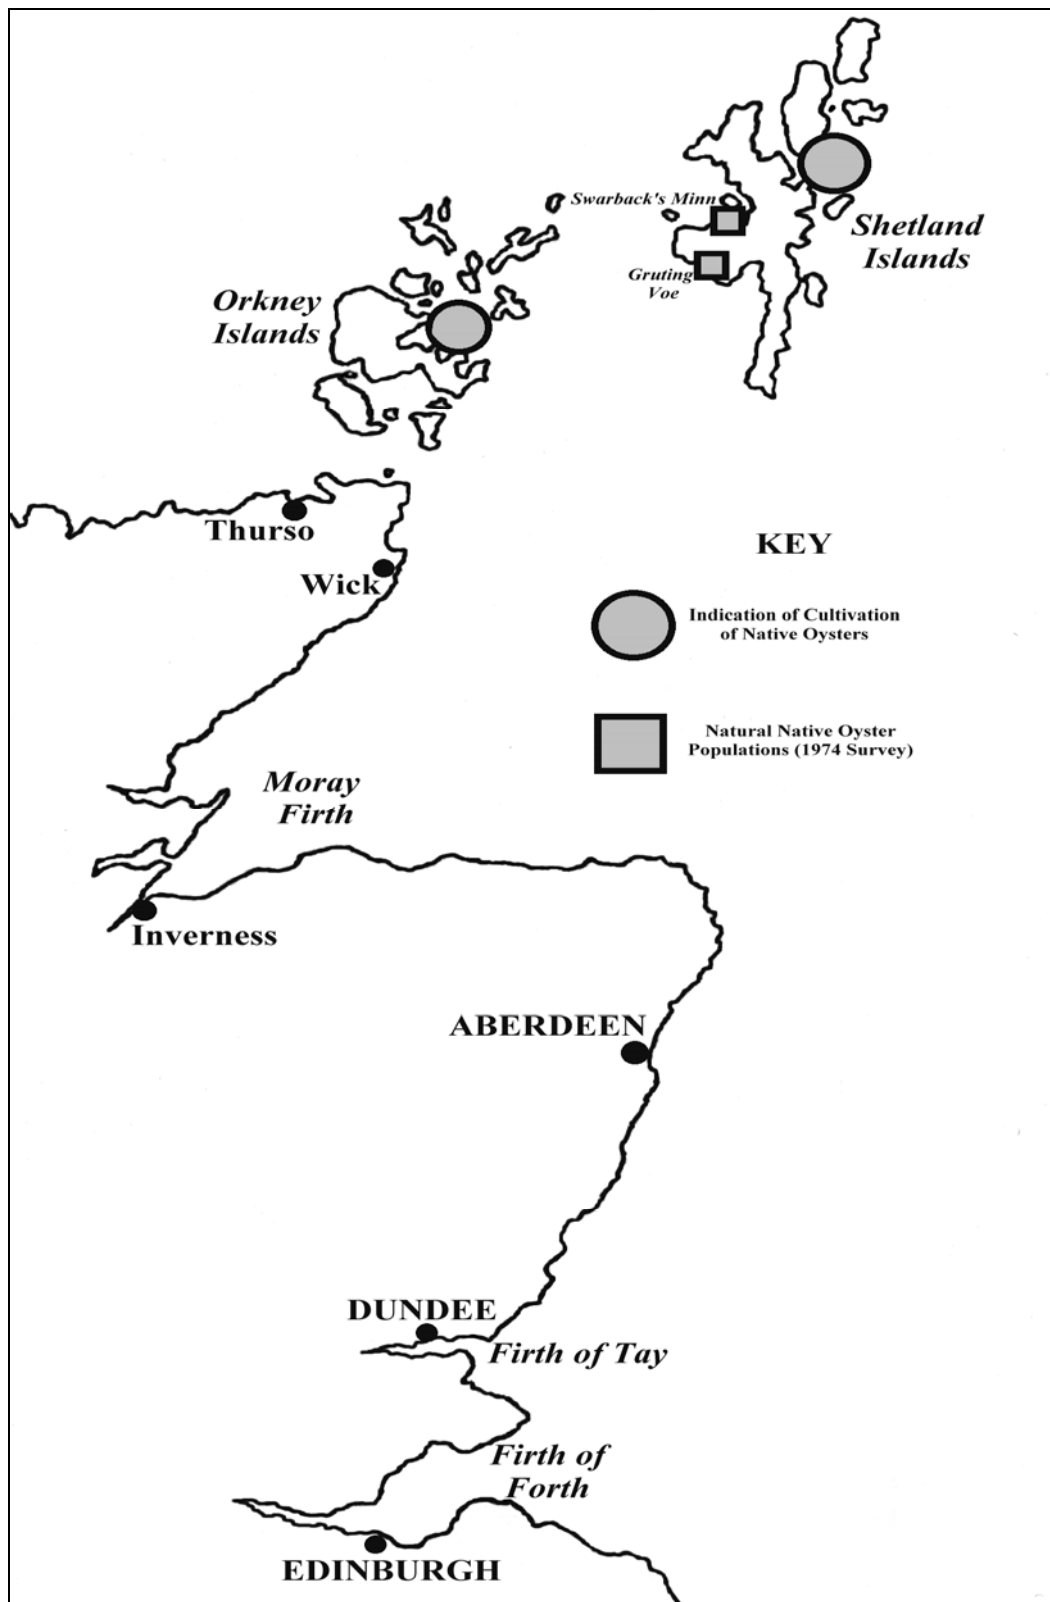 Swarback's Minn
Shetland
Islands
Gruting
Voe
Orkney
Islands
Thurso
Wick
KEY
Indication of Cultivation
of Native Oysters
Natural Native Oyster
Populations (1974 Survey)
Moray
Firth
Inverness
ABERDEEN
DUNDEE
Firth of Tay
Firth of
Forth
EDINBURGH